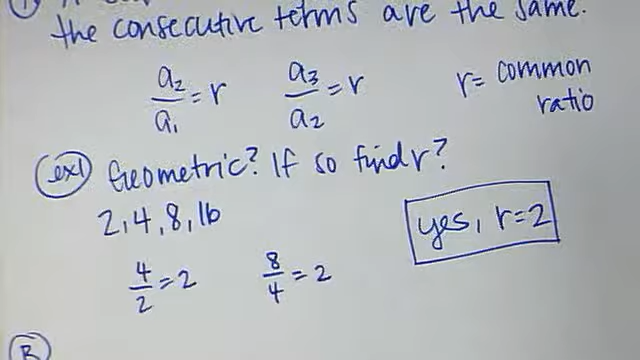 the consecutive terms are the same.
a₂/a₁ = r a₃/a₂ = r r = common ratio
ex1 Geometric? If so find r?
2, 4, 8, 16
yes, r = 2
4/2 = 2 8/4 = 2
B